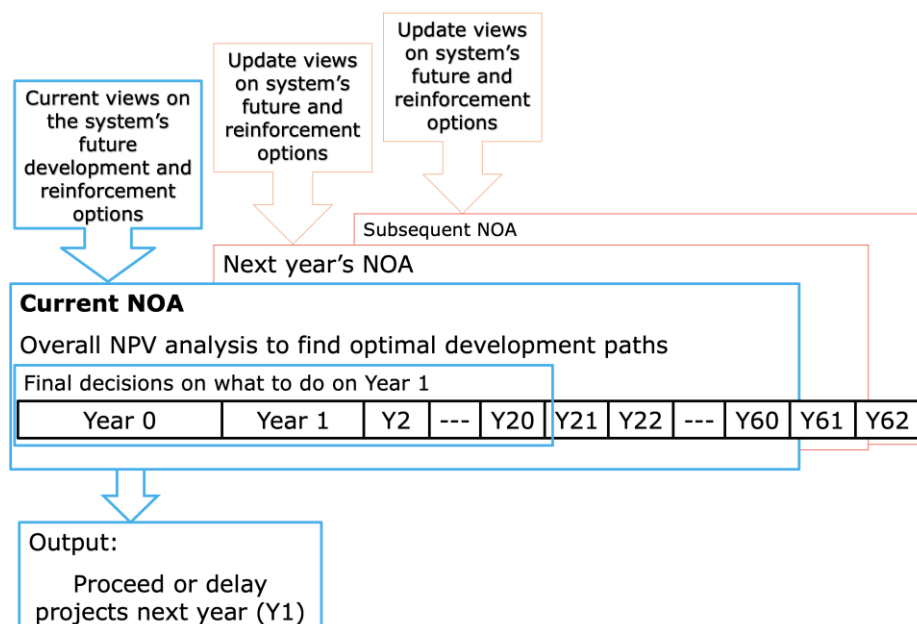 Current views on
the system's
future
development and
reinforcement
options
Update views
on system's
future and
reinforcement
options
Update views
on system's
future and
reinforcement
options
Subsequent NOA
Next year's NOA
Current NOA
Overall NPV analysis to find optimal development paths
Final decisions on what to do on Year 1
Year 0 Year 1 Y2 --- Y20 Y21 Y22 --- Y60 Y61 Y62
Output:
Proceed or delay
projects next year (Y1)